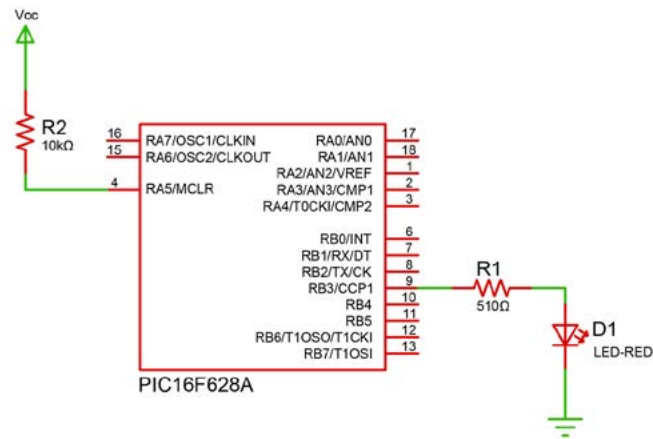 Vcc
R2
10kΩ
16 RA7/OSC1/CLKIN
15 RA6/OSC2/CLKOUT
4 RA5/MCLR
RA0/AN0 17
RA1/AN1 18
RA2/AN2/VREF 1
RA3/AN3/CMP1 2
RA4/T0CKI/CMP2 3
RB0/INT 6
RB1/RX/DT 7
RB2/TX/CK 8
RB3/CCP1 9
RB4 10
RB5 11
RB6/T1OSO/T1CKI 12
RB7/T1OSI 13
PIC16F628A
R1
510Ω
D1
LED-RED